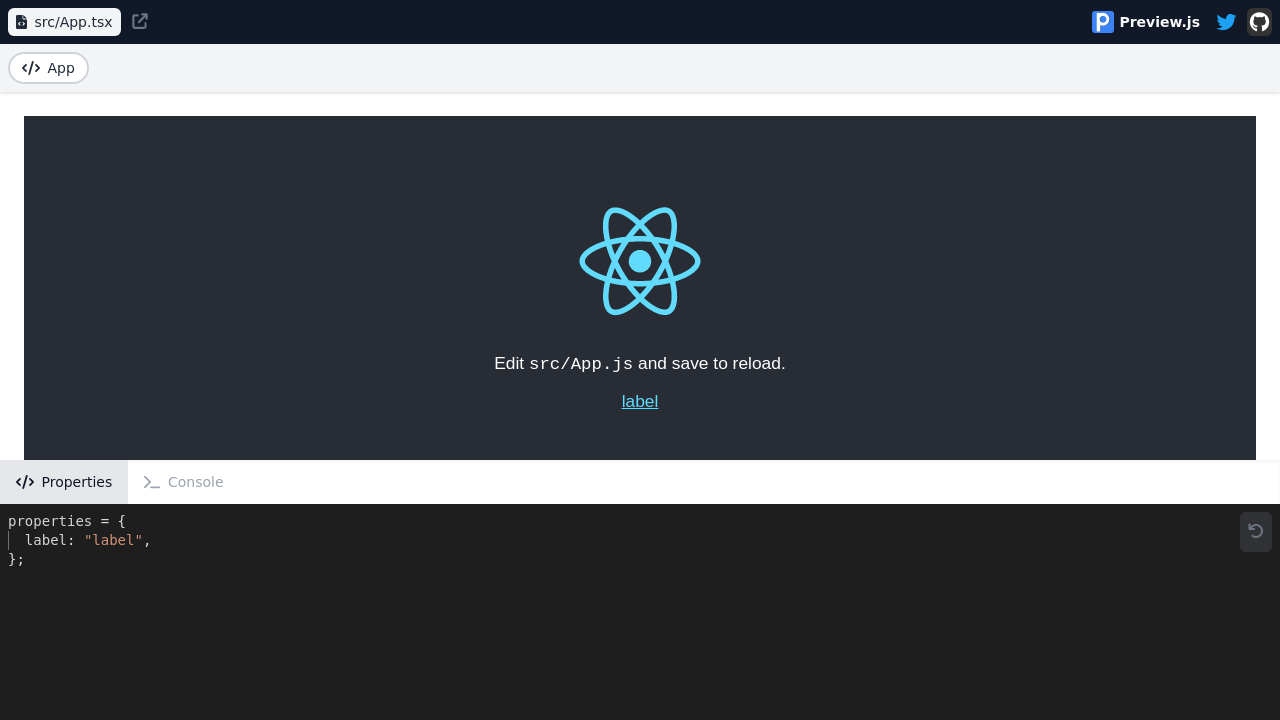 src/App.tsx
Preview.js
App
Edit src/App.js and save to reload.
label
Properties
Console
properties = {
  label: "label",
};